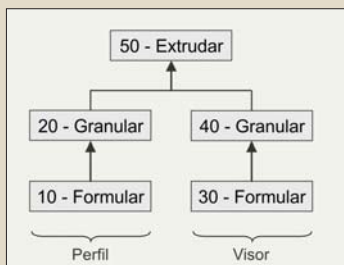 50 - Extrudar
20 - Granular
40 - Granular
10 - Formular
30 - Formular
Perfil
Visor